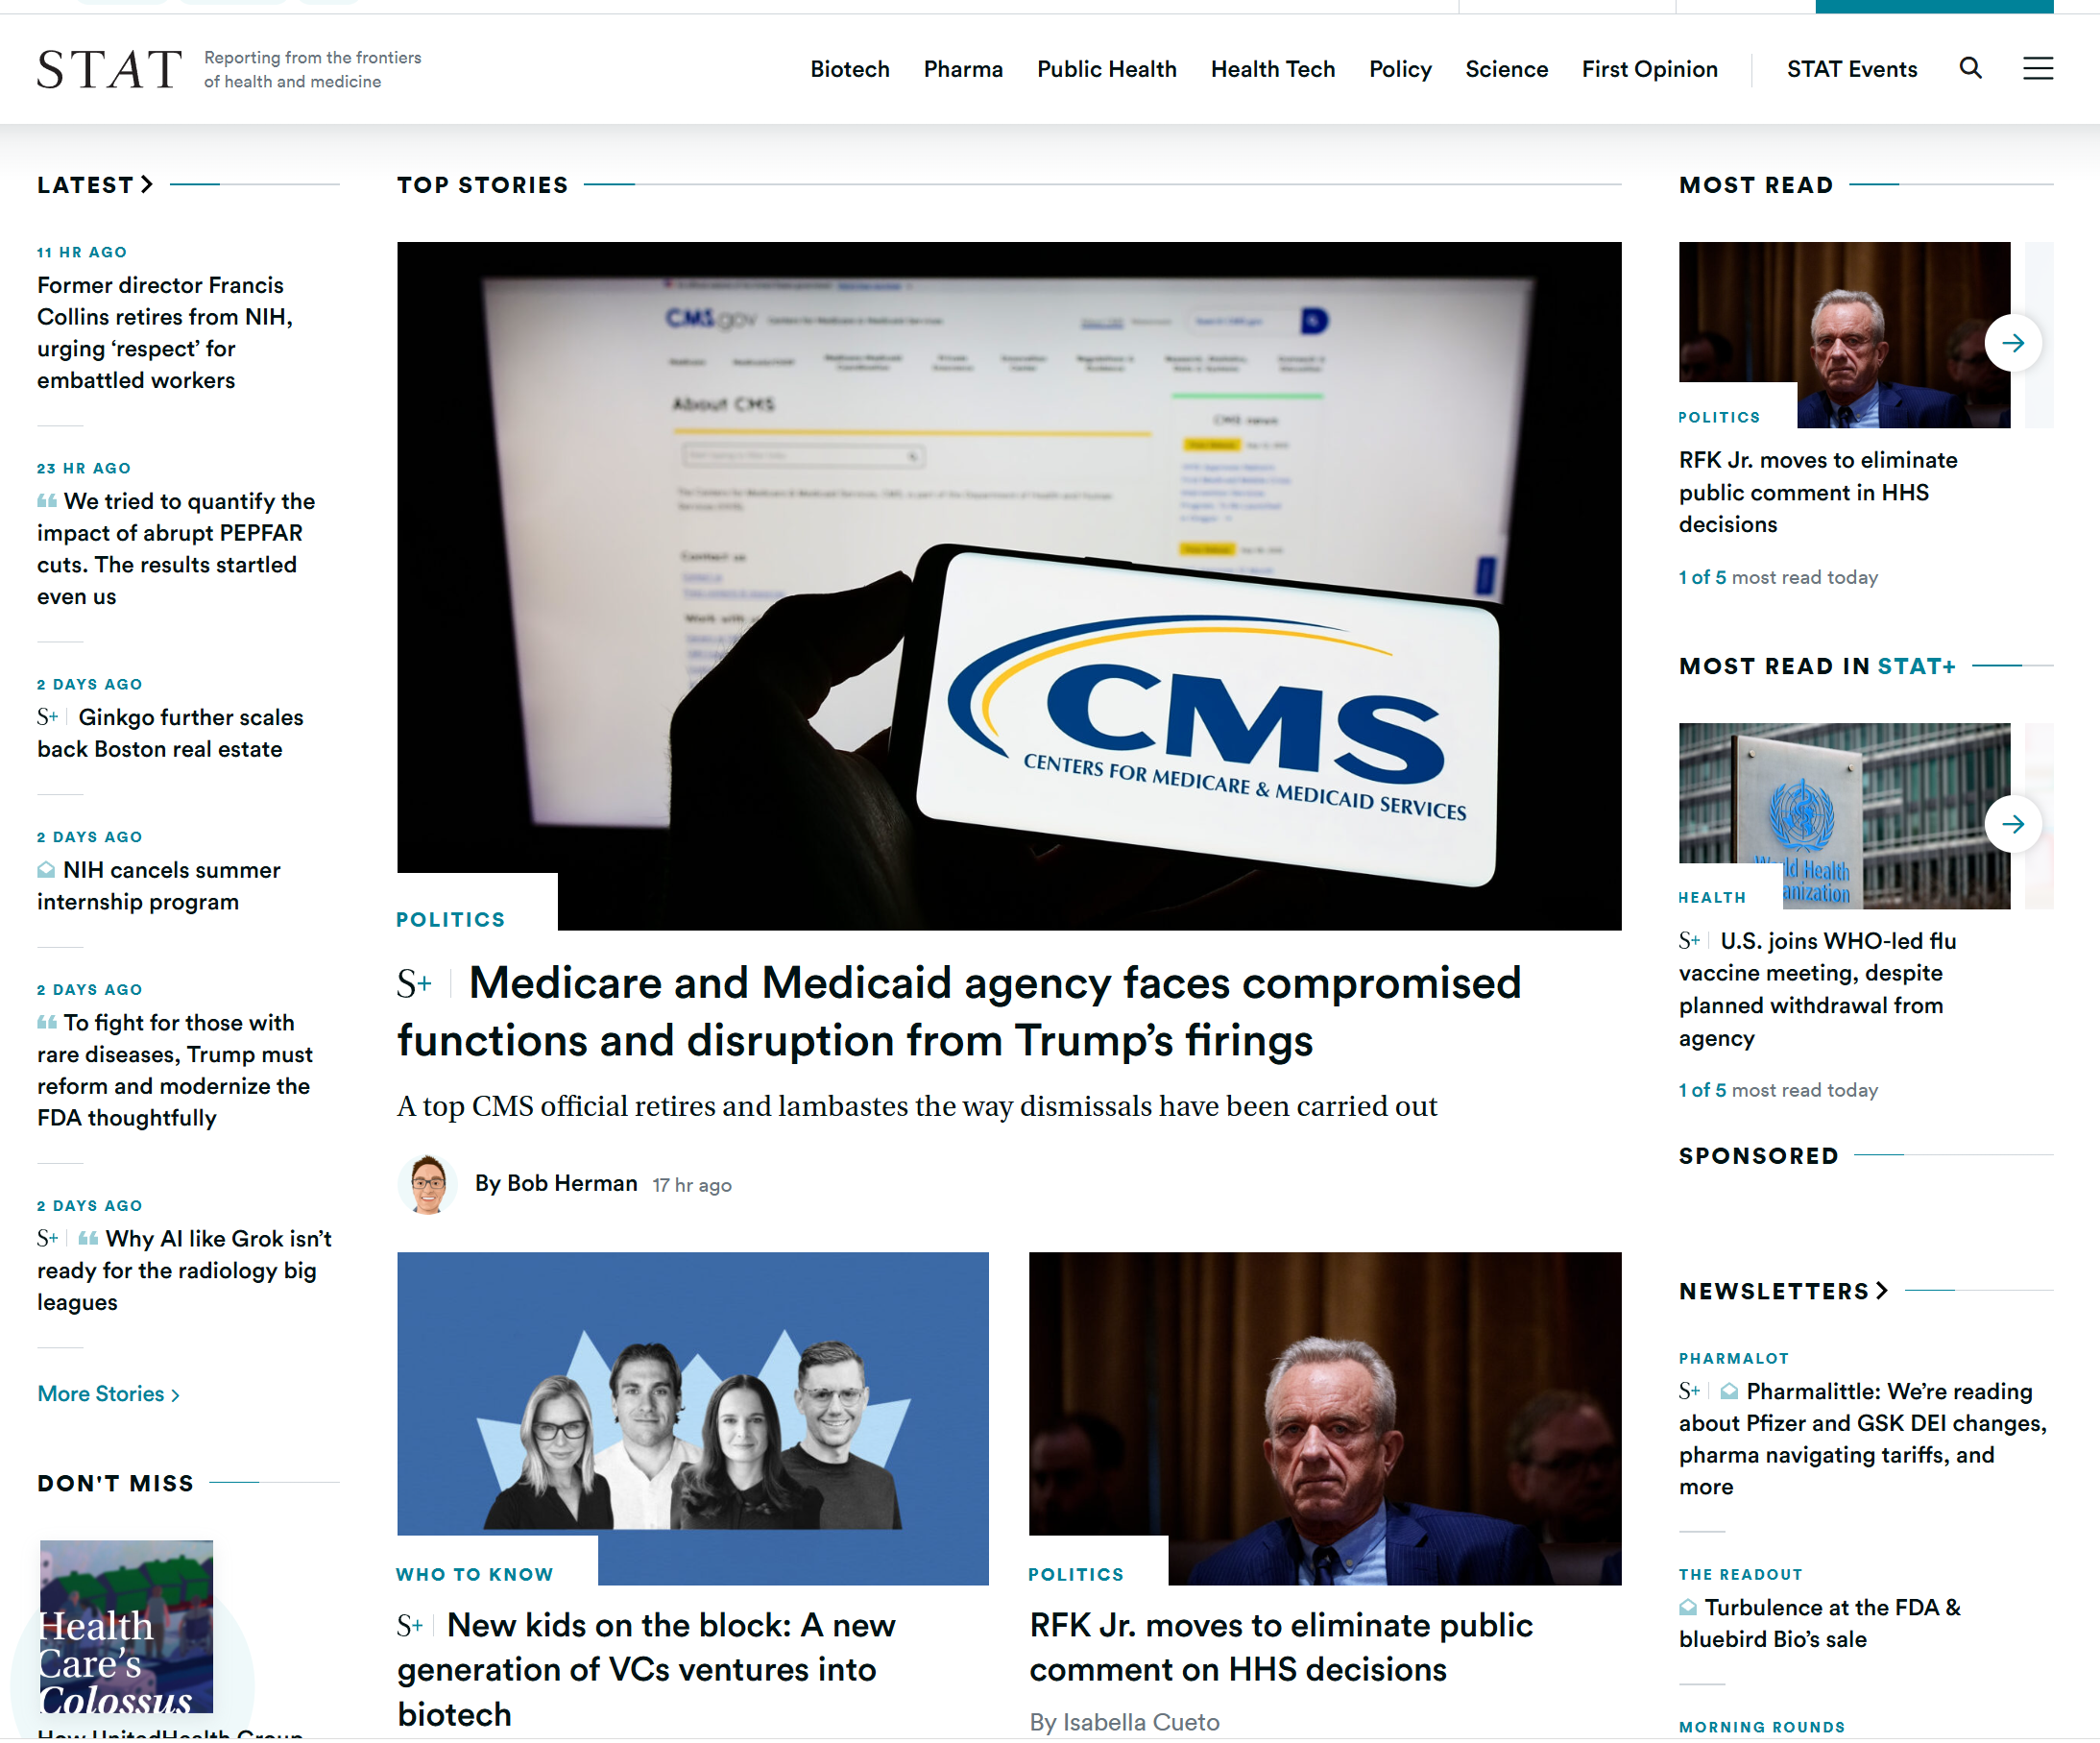 STAT
Reporting from the frontiers
of health and medicine
Biotech Pharma Public Health Health Tech Policy Science First Opinion STAT Events
LATEST
11 HR AGO
Former director Francis
Collins retires from NIH,
urging ‘respect’ for
embattled workers
23 HR AGO
We tried to quantify the
impact of abrupt PEPFAR
cuts. The results startled
even us
2 DAYS AGO
S+ Ginkgo further scales
back Boston real estate
2 DAYS AGO
NIH cancels summer
internship program
2 DAYS AGO
To fight for those with
rare diseases, Trump must
reform and modernize the
FDA thoughtfully
2 DAYS AGO
S+ Why AI like Grok isn’t
ready for the radiology big
leagues
More Stories
DON'T MISS
Health
Care’s
Colossus
How UnitedHealth Group
TOP STORIES
CMS.gov
About CMS
CMS news
Contact us
CMS
CENTERS FOR MEDICARE & MEDICAID SERVICES
POLITICS
S+ Medicare and Medicaid agency faces compromised
functions and disruption from Trump’s firings
A top CMS official retires and lambastes the way dismissals have been carried out
By Bob Herman 17 hr ago
WHO TO KNOW
S+ New kids on the block: A new
generation of VCs ventures into
biotech
POLITICS
RFK Jr. moves to eliminate public
comment on HHS decisions
By Isabella Cueto
MOST READ
POLITICS
RFK Jr. moves to eliminate
public comment in HHS
decisions
1 of 5 most read today
MOST READ IN STAT+
World Health
anization
HEALTH
S+ U.S. joins WHO-led flu
vaccine meeting, despite
planned withdrawal from
agency
1 of 5 most read today
SPONSORED
NEWSLETTERS
PHARMALOT
S+ Pharmalittle: We’re reading
about Pfizer and GSK DEI changes,
pharma navigating tariffs, and
more
THE READOUT
Turbulence at the FDA &
bluebird Bio’s sale
MORNING ROUNDS